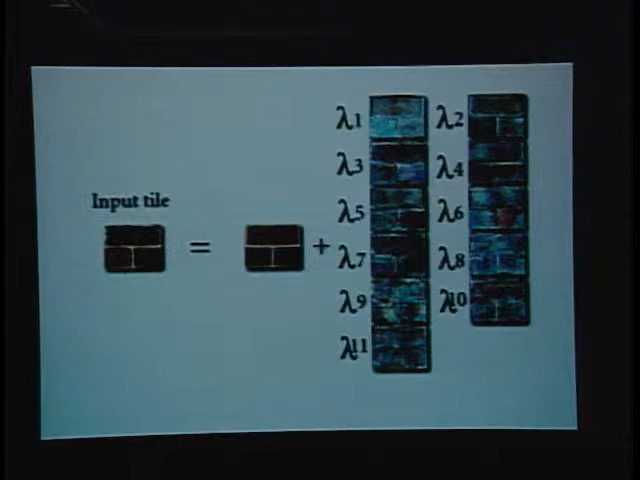 λ1 λ2
λ3 λ4
Input tile λ5 λ6
= + λ7 λ8
λ9 λ10
λ11